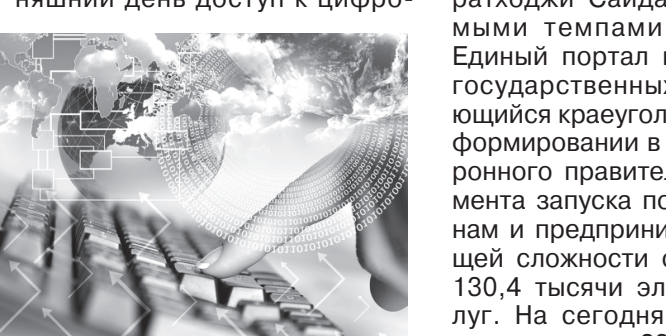 няшний день доступ к цифро-
ратходжи Саида
мыми темпами
Единый портал
государственных
ющийся краеугол
формировании в
ронного правител
мента запуска по
нам и предприни
щей сложности
130,4 тысячи эл
луг. На сегодня